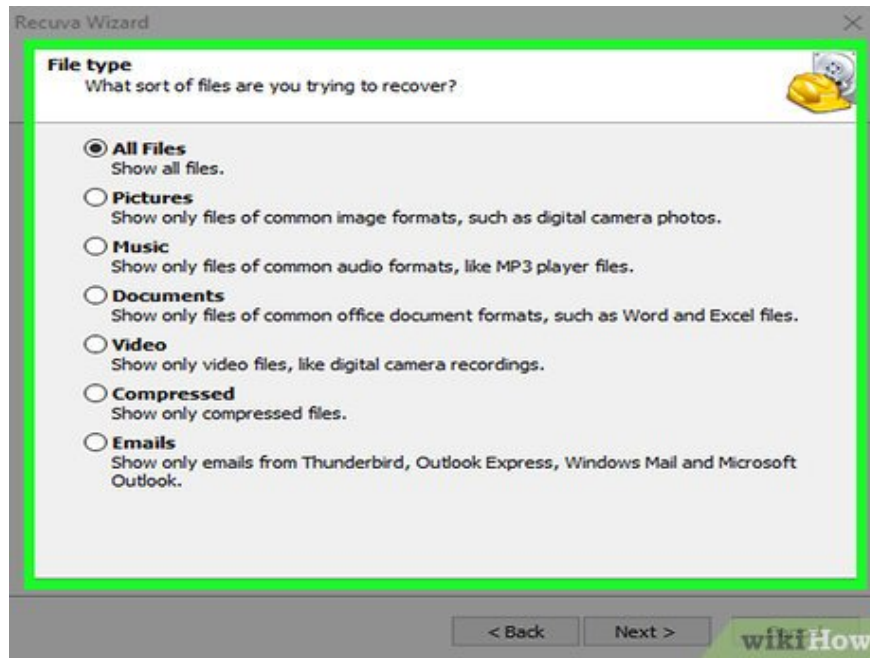 Recuva Wizard
File type
What sort of files are you trying to recover?
All Files
Show all files.
Pictures
Show only files of common image formats, such as digital camera photos.
Music
Show only files of common audio formats, like MP3 player files.
Documents
Show only files of common office document formats, such as Word and Excel files.
Video
Show only video files, like digital camera recordings.
Compressed
Show only compressed files.
Emails
Show only emails from Thunderbird, Outlook Express, Windows Mail and Microsoft
Outlook.
< Back
Next >
wikiHow